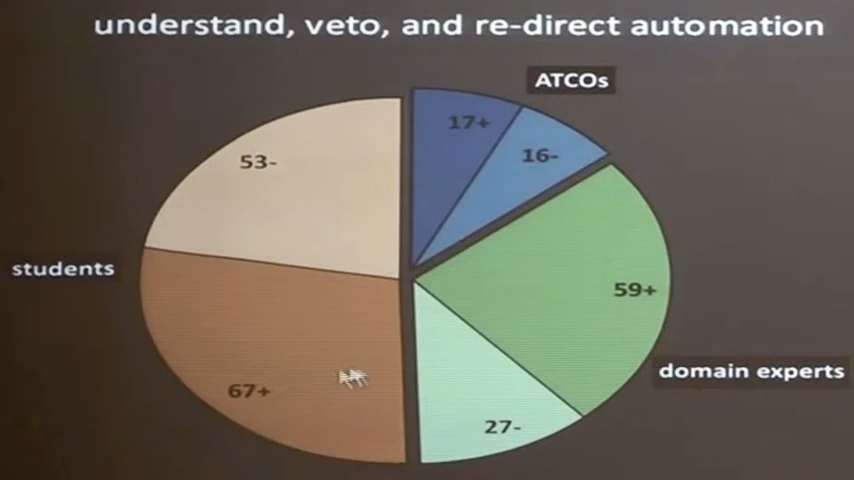 understand, veto, and re-direct automation
ATCOs
17+
16-
53-
students
59+
domain experts
67+
27-